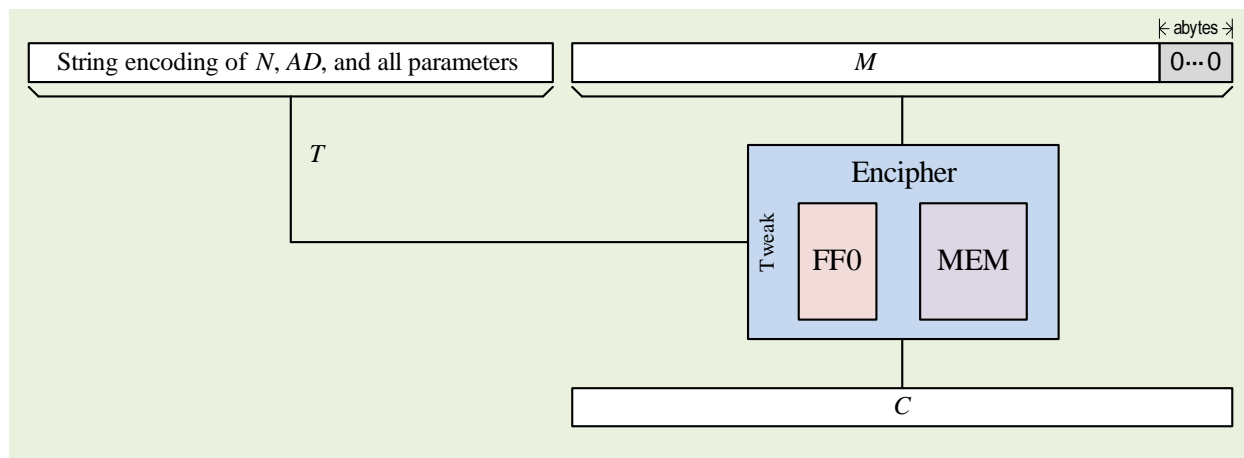 abytes
String encoding of N, AD, and all parameters
M
0···0
T
Encipher
Tweak
FF0
MEM
C